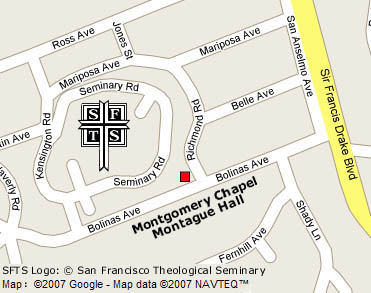 Ross Ave
Jones St
Mariposa Ave
San Anselmo Ave
Mariposa Ave
Seminary Rd
Sir Francis Drake Blvd
Belle Ave
S F
T S
Richmond Rd
Kensington Rd
ain Ave
Bolinas Ave
Seminary Rd
averly Rd
Montgomery Chapel
Montague Hall
Bolinas Ave
Shady Ln
Fernhill Ave
SFTS Logo: © San Francisco Theological Seminary
Map: ©2007 Google - Map data ©2007 NAVTEQ™